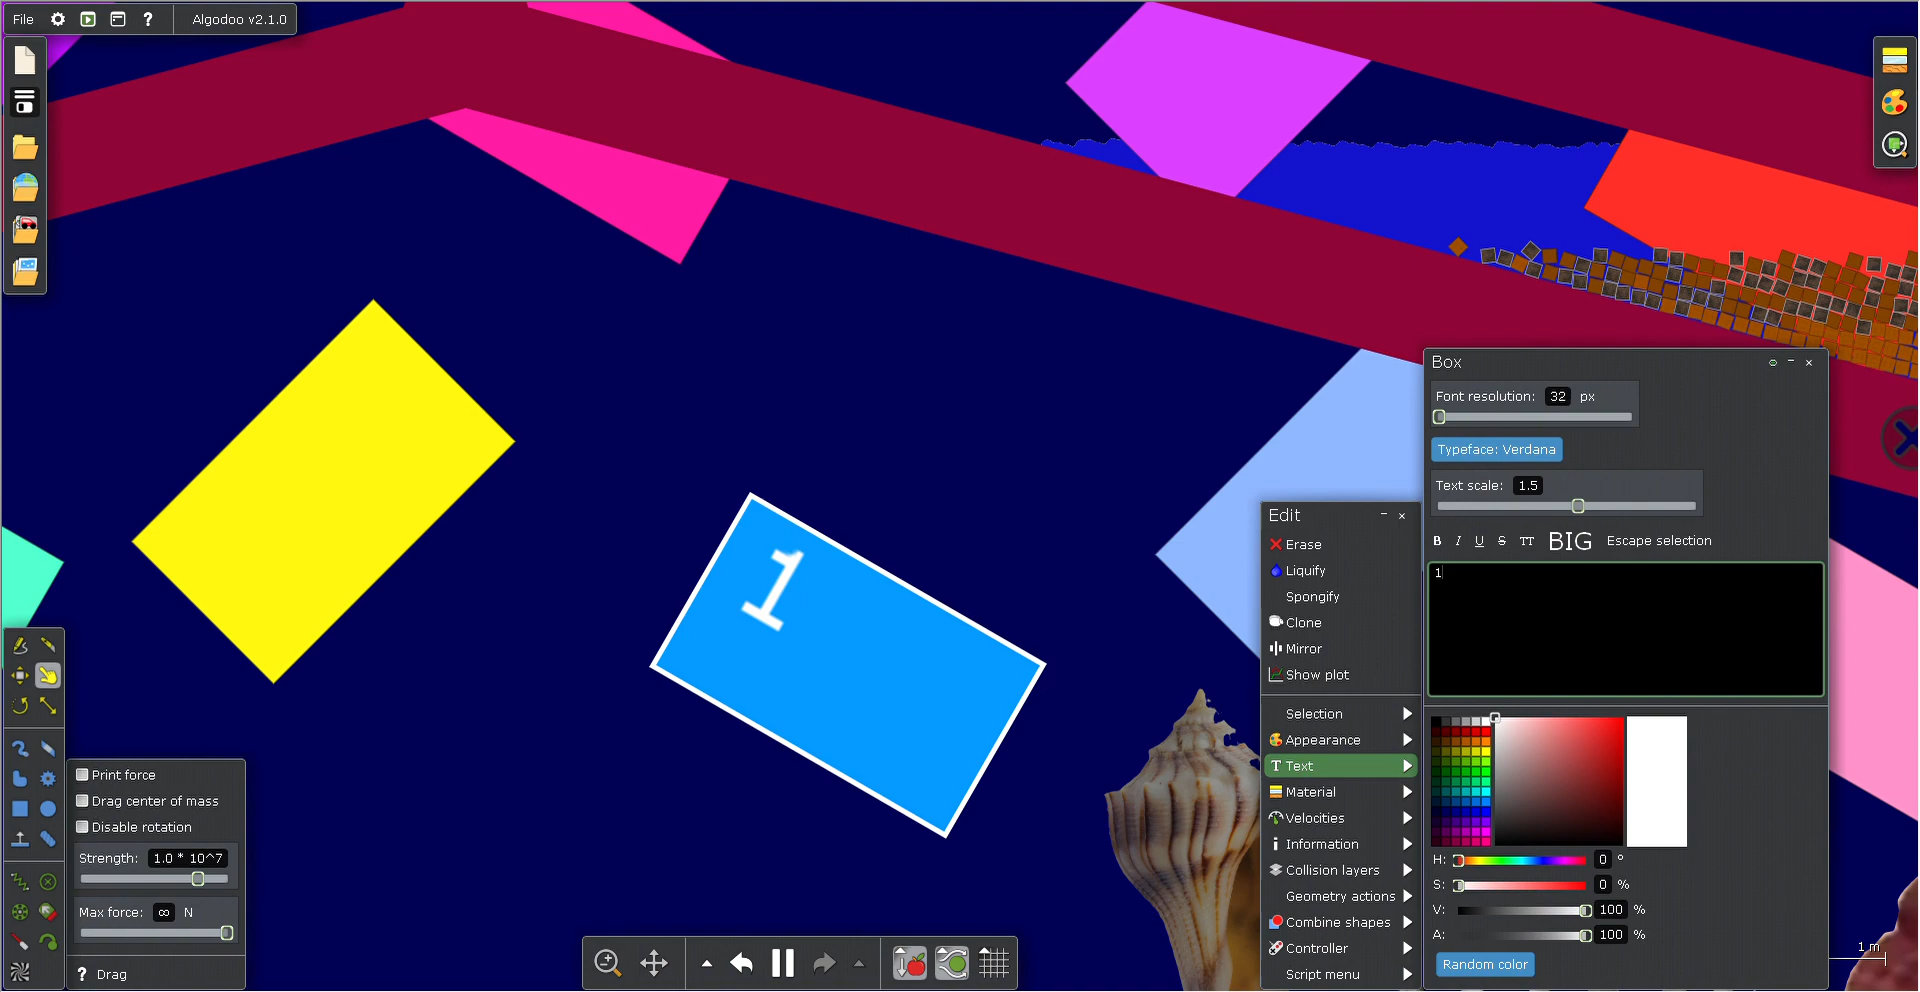 File ? Algodoo v2.1.0
1
Print force
Drag center of mass
Disable rotation
Strength: 1.0 * 10^7
Max force: ∞ N
? Drag
Edit
Erase
Liquify
Spongify
Clone
Mirror
Show plot
Selection
Appearance
T Text
Material
Velocities
Information
Collision layers
Geometry actions
Combine shapes
Controller
Script menu
Box
Font resolution: 32 px
Typeface: Verdana
Text scale: 1.5
B I U S TT BIG Escape selection
1
H: 0 °
S: 0 %
V: 100 %
A: 100 %
Random color
1 m